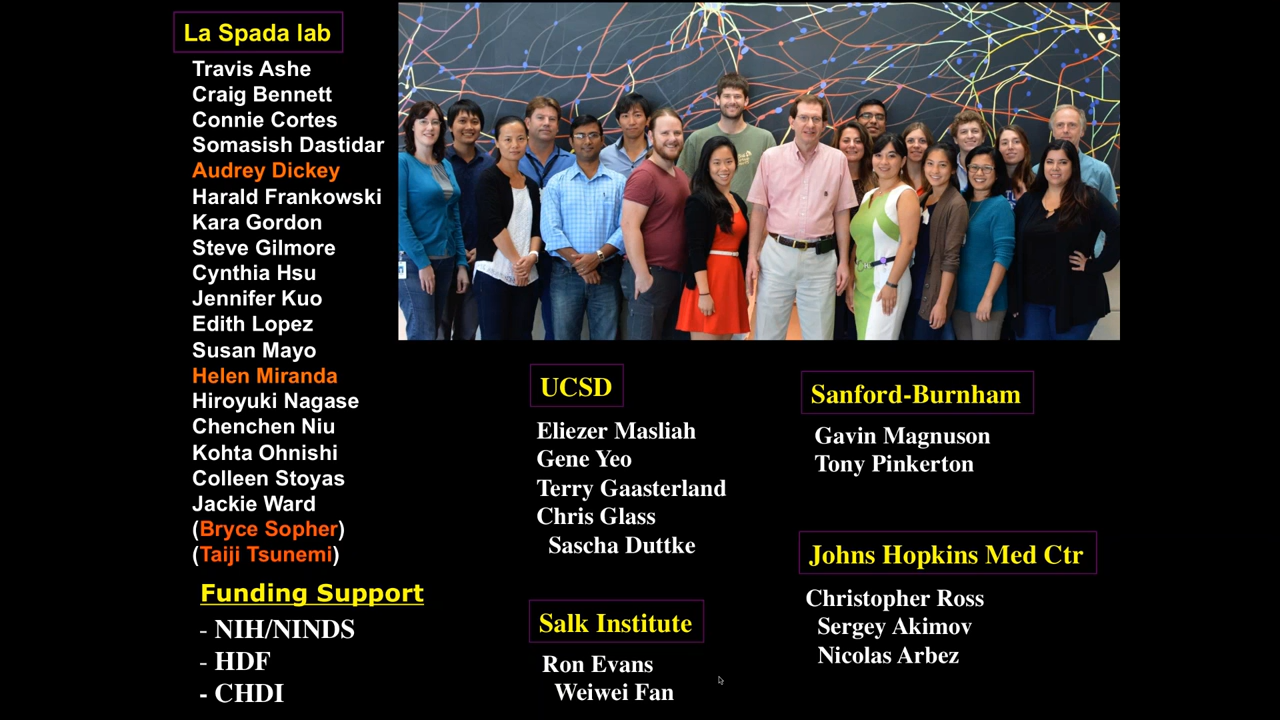 La Spada lab
Travis Ashe
Craig Bennett
Connie Cortes
Somasish Dastidar
Audrey Dickey
Harald Frankowski
Kara Gordon
Steve Gilmore
Cynthia Hsu
Jennifer Kuo
Edith Lopez
Susan Mayo
Helen Miranda
Hiroyuki Nagase
Chenchen Niu
Kohta Ohnishi
Colleen Stoyas
Jackie Ward
(Bryce Sopher)
(Taiji Tsunemi)
Funding Support
- NIH/NINDS
- HDF
- CHDI
UCSD
Eliezer Masliah
Gene Yeo
Terry Gaasterland
Chris Glass
Sascha Duttke
Salk Institute
Ron Evans
Weiwei Fan
Sanford-Burnham
Gavin Magnuson
Tony Pinkerton
Johns Hopkins Med Ctr
Christopher Ross
Sergey Akimov
Nicolas Arbez